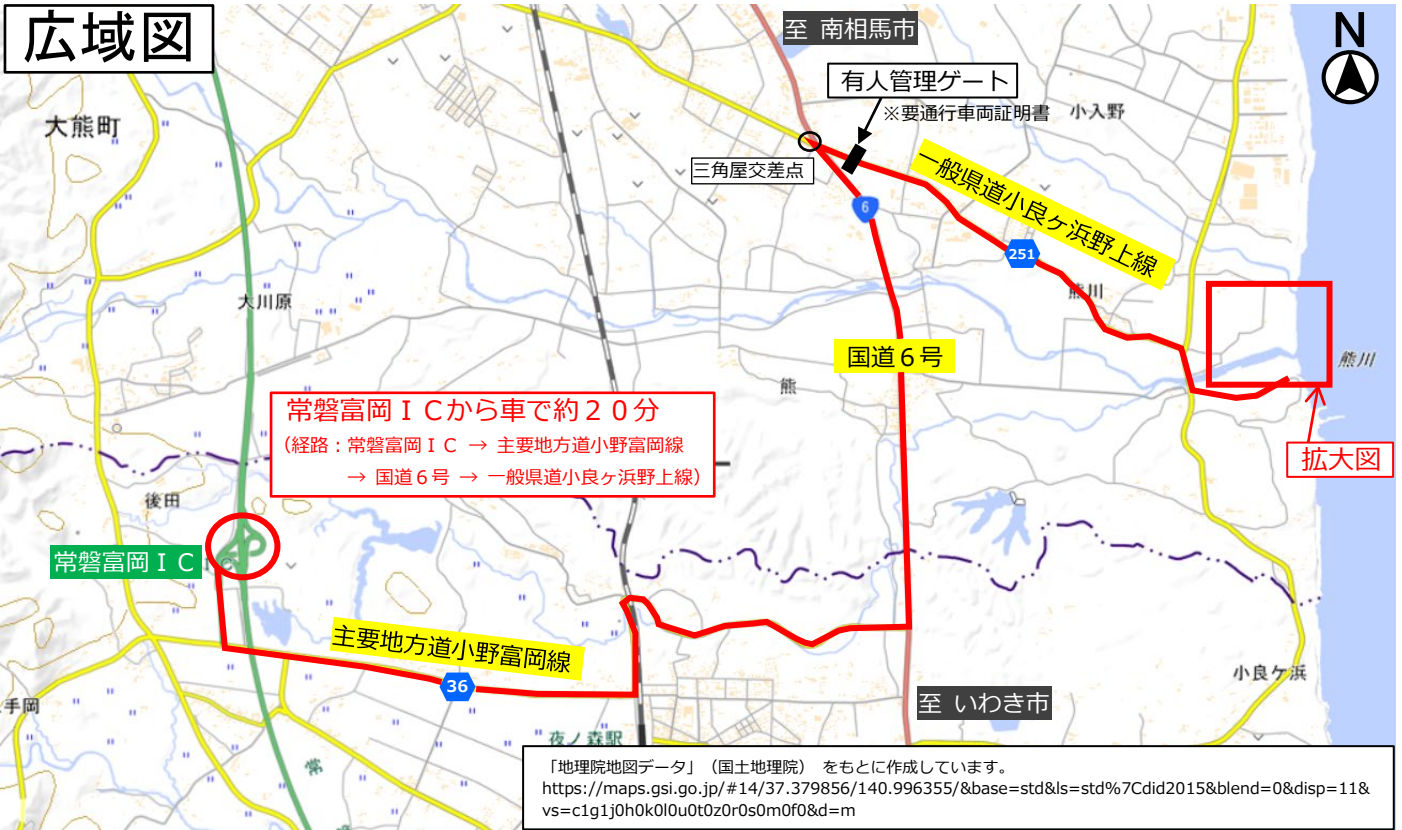 広域図
至 南相馬市
N
有人管理ゲート
※要通行車両証明書
小入野
大熊町
三角屋交差点
一般県道小良ヶ浜野上線
6
251
大川原
熊川
国道６号
熊川
熊
常磐富岡ＩＣから車で約２０分
（経路：常磐富岡ＩＣ → 主要地方道小野富岡線
→ 国道６号 → 一般県道小良ヶ浜野上線）
拡大図
後田
常磐富岡ＩＣ
主要地方道小野富岡線
36
小良ケ浜
手岡
至 いわき市
夜ノ森駅
常
「地理院地図データ」（国土地理院） をもとに作成しています。
https://maps.gsi.go.jp/#14/37.379856/140.996355/&base=std&ls=std%7Cdid2015&blend=0&disp=11&
vs=c1g1j0h0k0l0u0t0z0r0s0m0f0&d=m